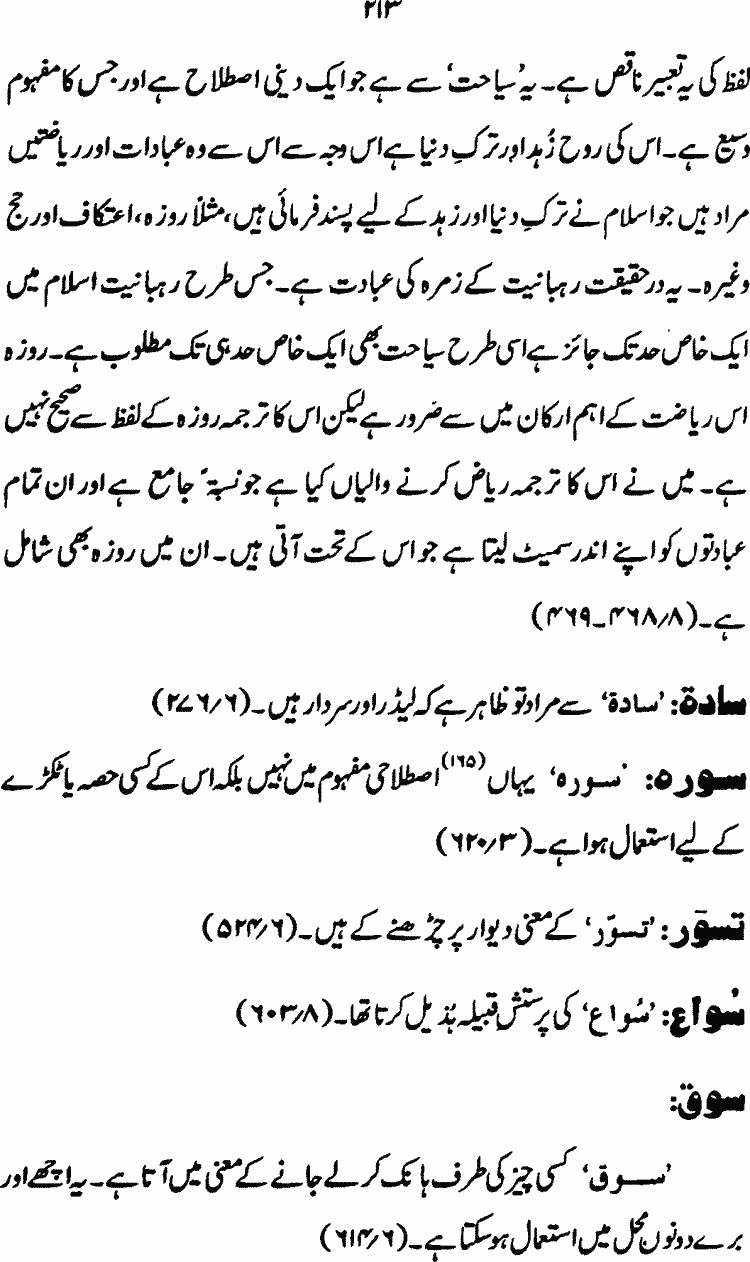 ۲۱۳
لفظ کی یہ تعبیر ناقص ہے۔ یہ ’سیاحت‘ سے ہے جو ایک دینی اصطلاح ہے اور جس کا مفہوم
وسیع ہے۔ اس کی روح زُہد اور ترکِ دنیا ہے اس وجہ سے اس سے وہ عبادات اور ریاضتیں
مراد ہیں جو اسلام نے ترکِ دنیا اور زہد کے لیے پسند فرمائی ہیں، مثلاً روزہ، اعتکاف اور حج
وغیرہ۔ یہ درحقیقت رہبانیت کے زمرہ کی عبادت ہے۔ جس طرح رہبانیت اسلام میں
ایک خاص حد تک جائز ہے اسی طرح سیاحت بھی ایک خاص حد ہی تک مطلوب ہے۔ روزہ
اس ریاضت کے اہم ارکان میں سے ضرور ہے لیکن اس کا ترجمہ روزہ کے لفظ سے صحیح نہیں
ہے۔ میں نے اس کا ترجمہ ریاض کرنے والیاں کیا ہے جو نسبۃً جامع ہے اور ان تمام
عبادتوں کو اپنے اندر سمیٹ لیتا ہے جو اس کے تحت آتی ہیں۔ ان میں روزہ بھی شامل
ہے۔ (۸/۴۶۸۔۴۶۹)
سادۃ: ’سادۃ‘ سے مراد تو ظاہر ہے کہ لیڈر اور سردار ہیں۔ (۶/۲۷۶)
سورہ: ’سورہ‘ یہاں (۱۶۵) اصطلاحی مفہوم میں نہیں بلکہ اس کے کسی حصہ یا ٹکڑے
کے لیے استعمال ہوا ہے۔ (۳/۶۲۰)
تسوّر: ’تسوّر‘ کے معنی دیوار پر چڑھنے کے ہیں۔ (۶/۵۲۴)
سُواع: ’سُواع‘ کی پرستش قبیلہ ہُذیل کرتا تھا۔ (۸/۶۰۳)
سوق:
’سوق‘ کسی چیز کی طرف ہانک کر لے جانے کے معنی میں آتا ہے۔ یہ اچھے اور
برے دونوں محل میں استعمال ہو سکتا ہے۔ (۶/۶۱۴)